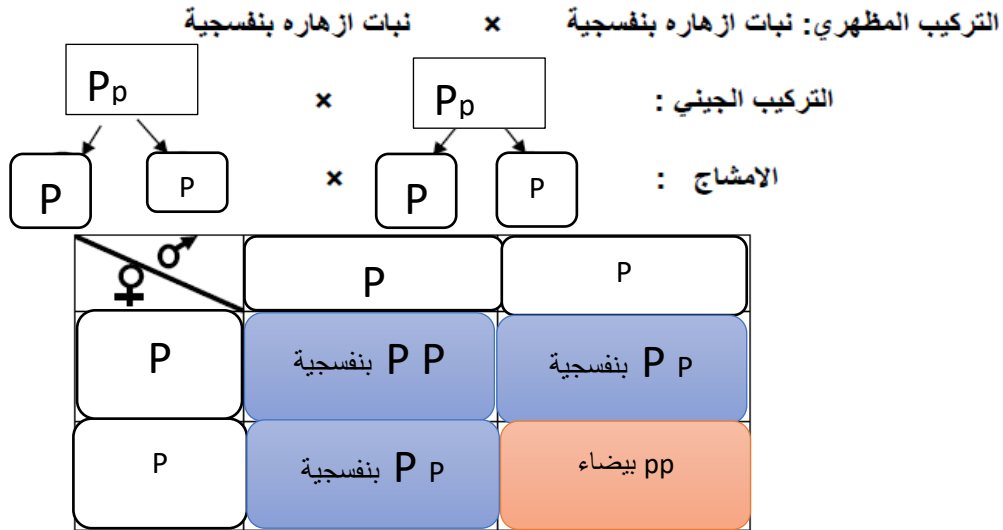 التركيب المظهري: نبات ازهاره بنفسجية × نبات ازهاره بنفسجية
التركيب الجيني : Pp × Pp
الامشاج : P P × P P
♂ ♀ P P
P P P بنفسجية P P بنفسجية
P P P بنفسجية pp بيضاء